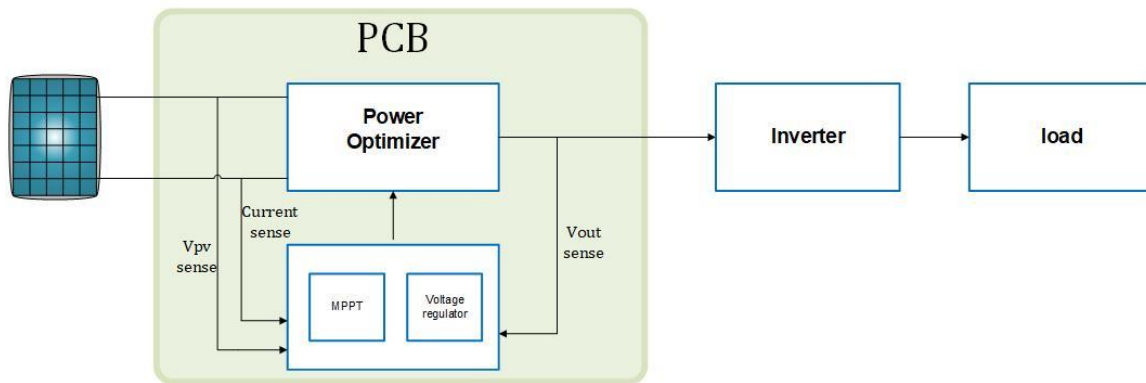 PCB
Power
Optimizer
Inverter
load
Current
sense
Vpv
sense
Vout
sense
MPPT
Voltage
regulator